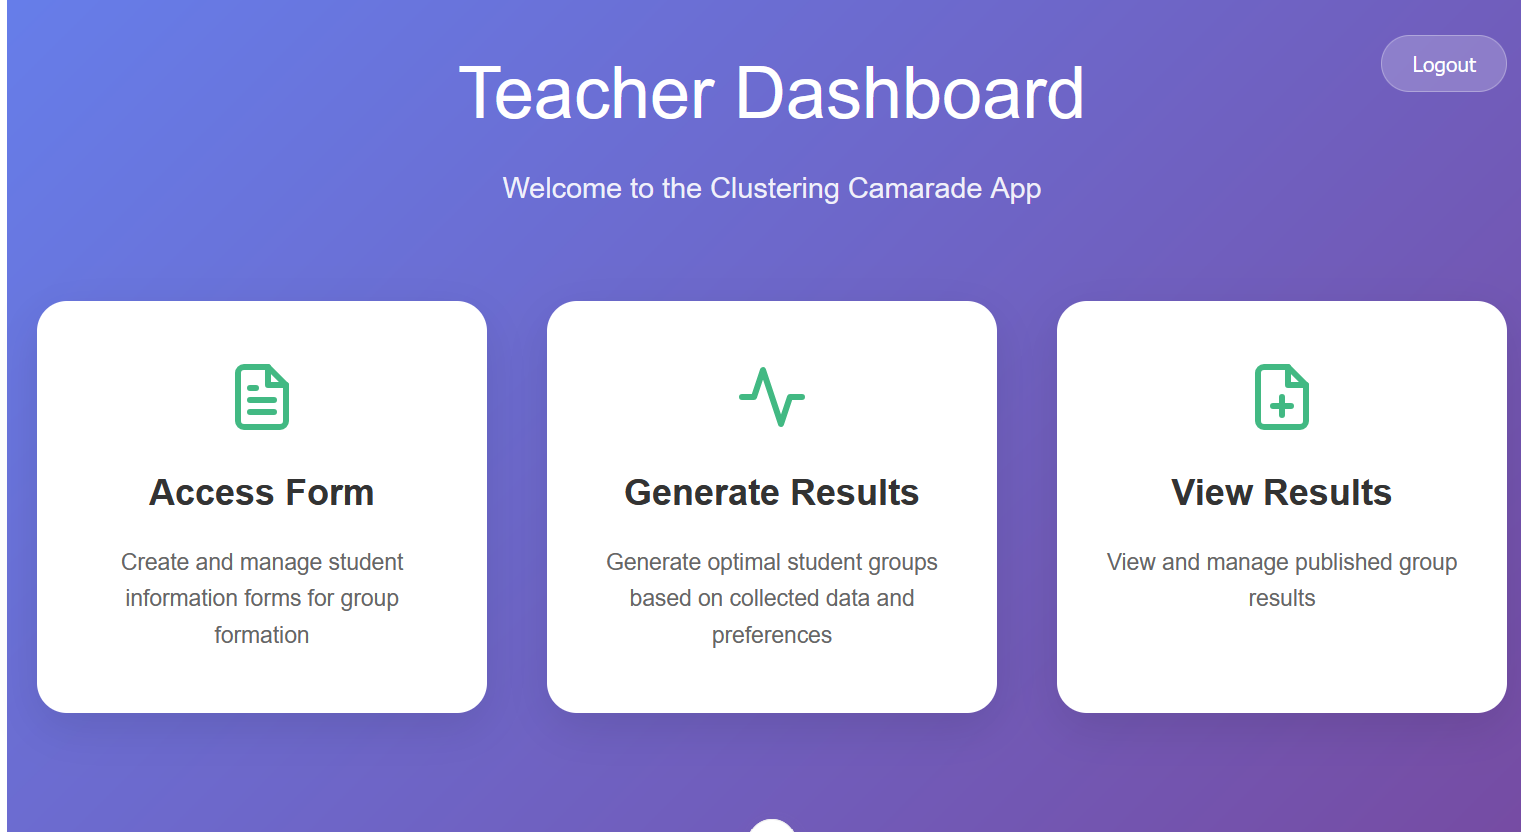 Logout
Teacher Dashboard
Welcome to the Clustering Camarade App
Access Form
Create and manage student
information forms for group
formation
Generate Results
Generate optimal student groups
based on collected data and
preferences
View Results
View and manage published group
results